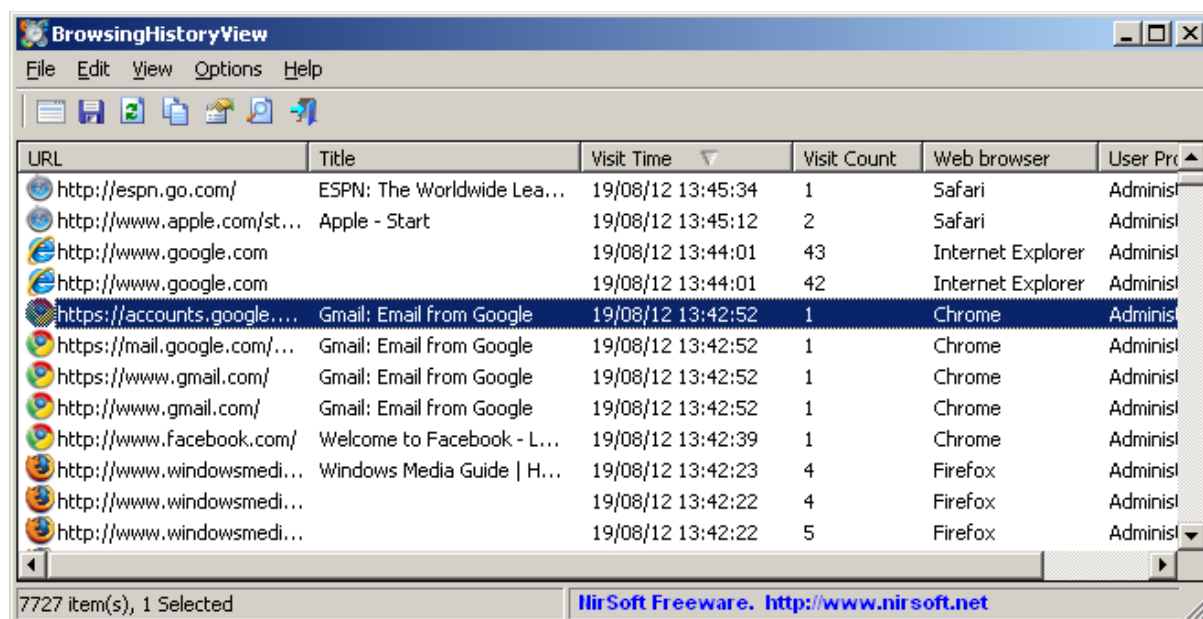 BrowsingHistoryView
File Edit View Options Help
URL Title Visit Time Visit Count Web browser User Pro
http://espn.go.com/ ESPN: The Worldwide Lea... 19/08/12 13:45:34 1 Safari Administ
http://www.apple.com/st... Apple - Start 19/08/12 13:45:12 2 Safari Administ
http://www.google.com 19/08/12 13:44:01 43 Internet Explorer Administ
http://www.google.com 19/08/12 13:44:01 42 Internet Explorer Administ
https://accounts.google.... Gmail: Email from Google 19/08/12 13:42:52 1 Chrome Administ
https://mail.google.com/... Gmail: Email from Google 19/08/12 13:42:52 1 Chrome Administ
https://www.gmail.com/ Gmail: Email from Google 19/08/12 13:42:52 1 Chrome Administ
http://www.gmail.com/ Gmail: Email from Google 19/08/12 13:42:52 1 Chrome Administ
http://www.facebook.com/ Welcome to Facebook - L... 19/08/12 13:42:39 1 Chrome Administ
http://www.windowsmedi... Windows Media Guide | H... 19/08/12 13:42:23 4 Firefox Administ
http://www.windowsmedi... 19/08/12 13:42:22 4 Firefox Administ
http://www.windowsmedi... 19/08/12 13:42:22 5 Firefox Administ
7727 item(s), 1 Selected NirSoft Freeware. http://www.nirsoft.net